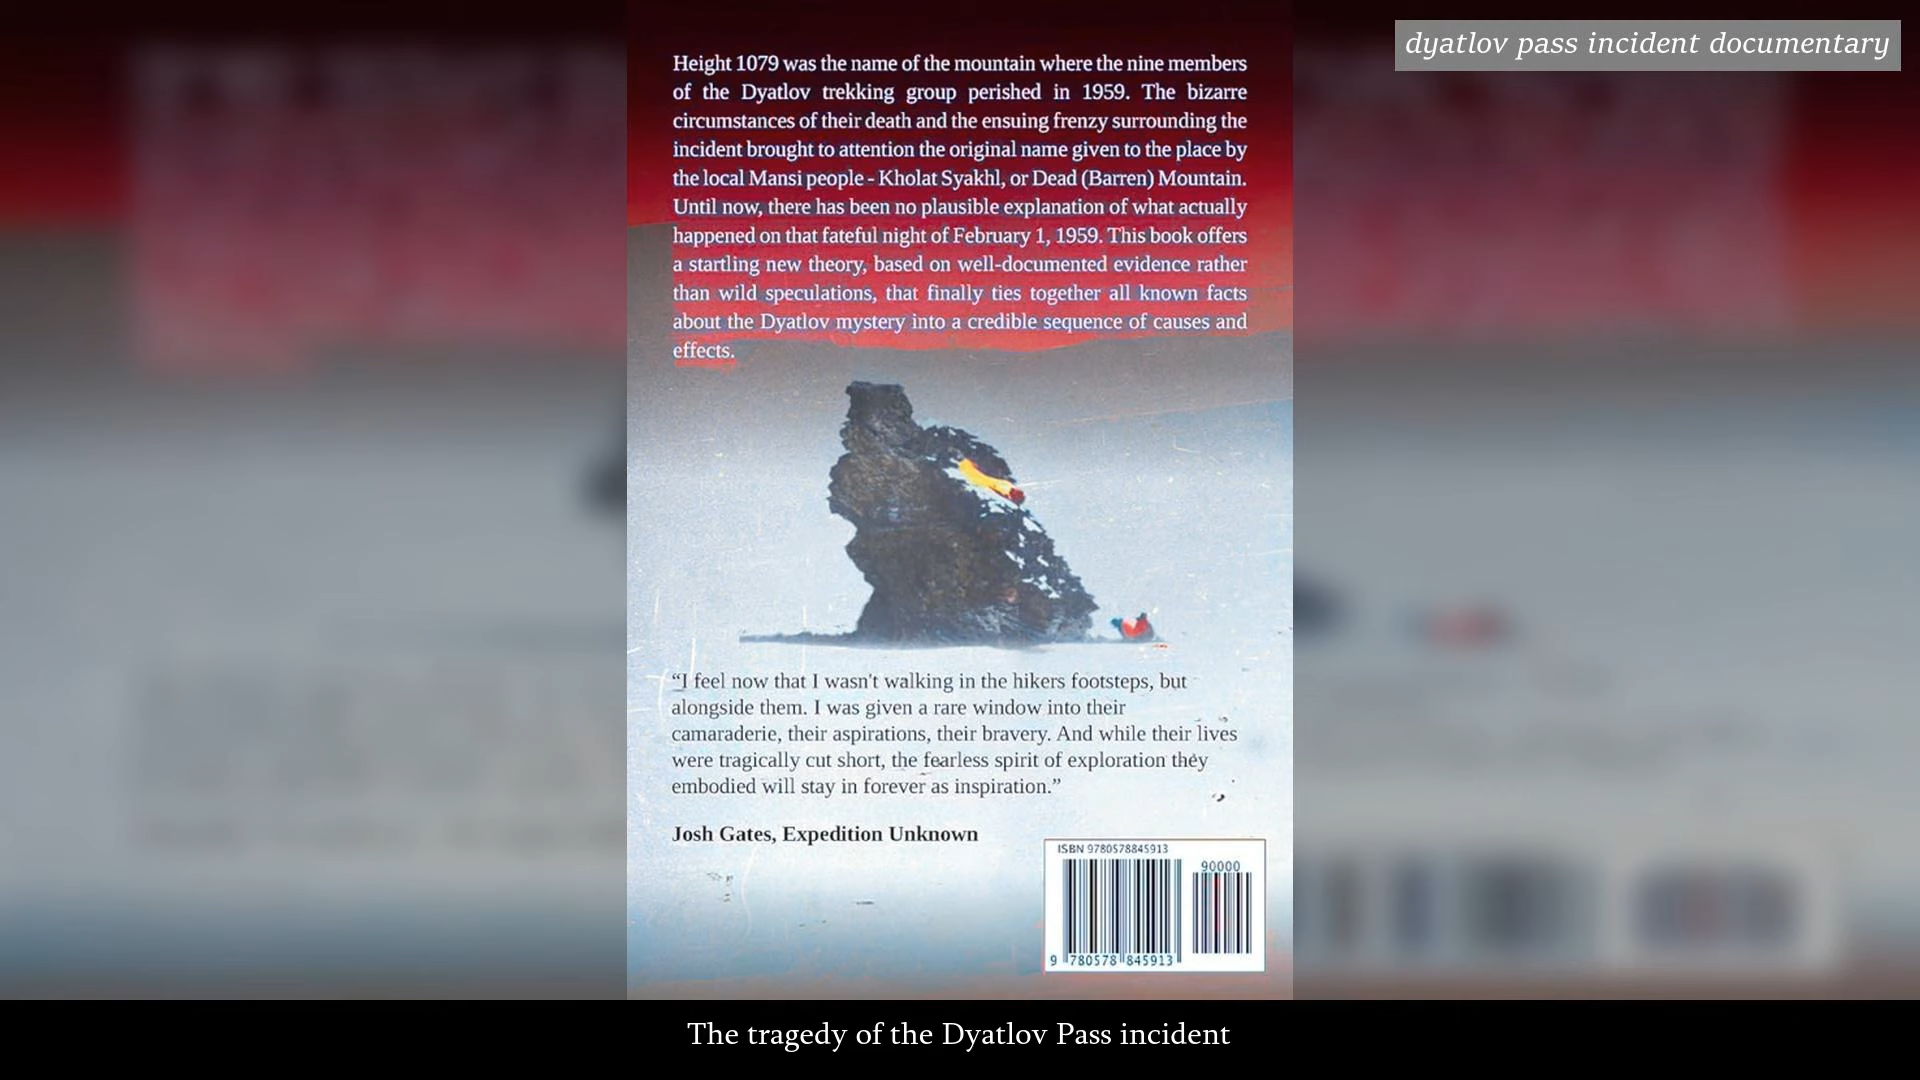 dyatlov pass incident documentary
Height 1079 was the name of the mountain where the nine members
of the Dyatlov trekking group perished in 1959. The bizarre
circumstances of their death and the ensuing frenzy surrounding the
incident brought to attention the original name given to the place by
the local Mansi people - Kholat Syakhl, or Dead (Barren) Mountain.
Until now, there has been no plausible explanation of what actually
happened on that fateful night of February 1, 1959. This book offers
a startling new theory, based on well-documented evidence rather
than wild speculations, that finally ties together all known facts
about the Dyatlov mystery into a credible sequence of causes and
effects.
“I feel now that I wasn't walking in the hikers footsteps, but
alongside them. I was given a rare window into their
camaraderie, their aspirations, their bravery. And while their lives
were tragically cut short, the fearless spirit of exploration they
embodied will stay in forever as inspiration.”
Josh Gates, Expedition Unknown
ISBN 9780578845913
90000
9 780578 845913
The tragedy of the Dyatlov Pass incident